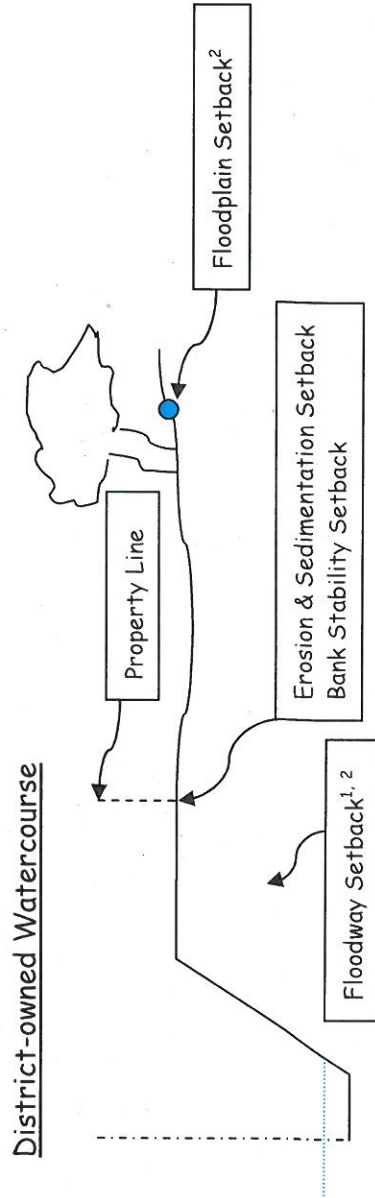 District-owned Watercourse
Property Line
Floodplain Setback2
Erosion & Sedimentation Setback
Bank Stability Setback
Floodway Setback1, 2